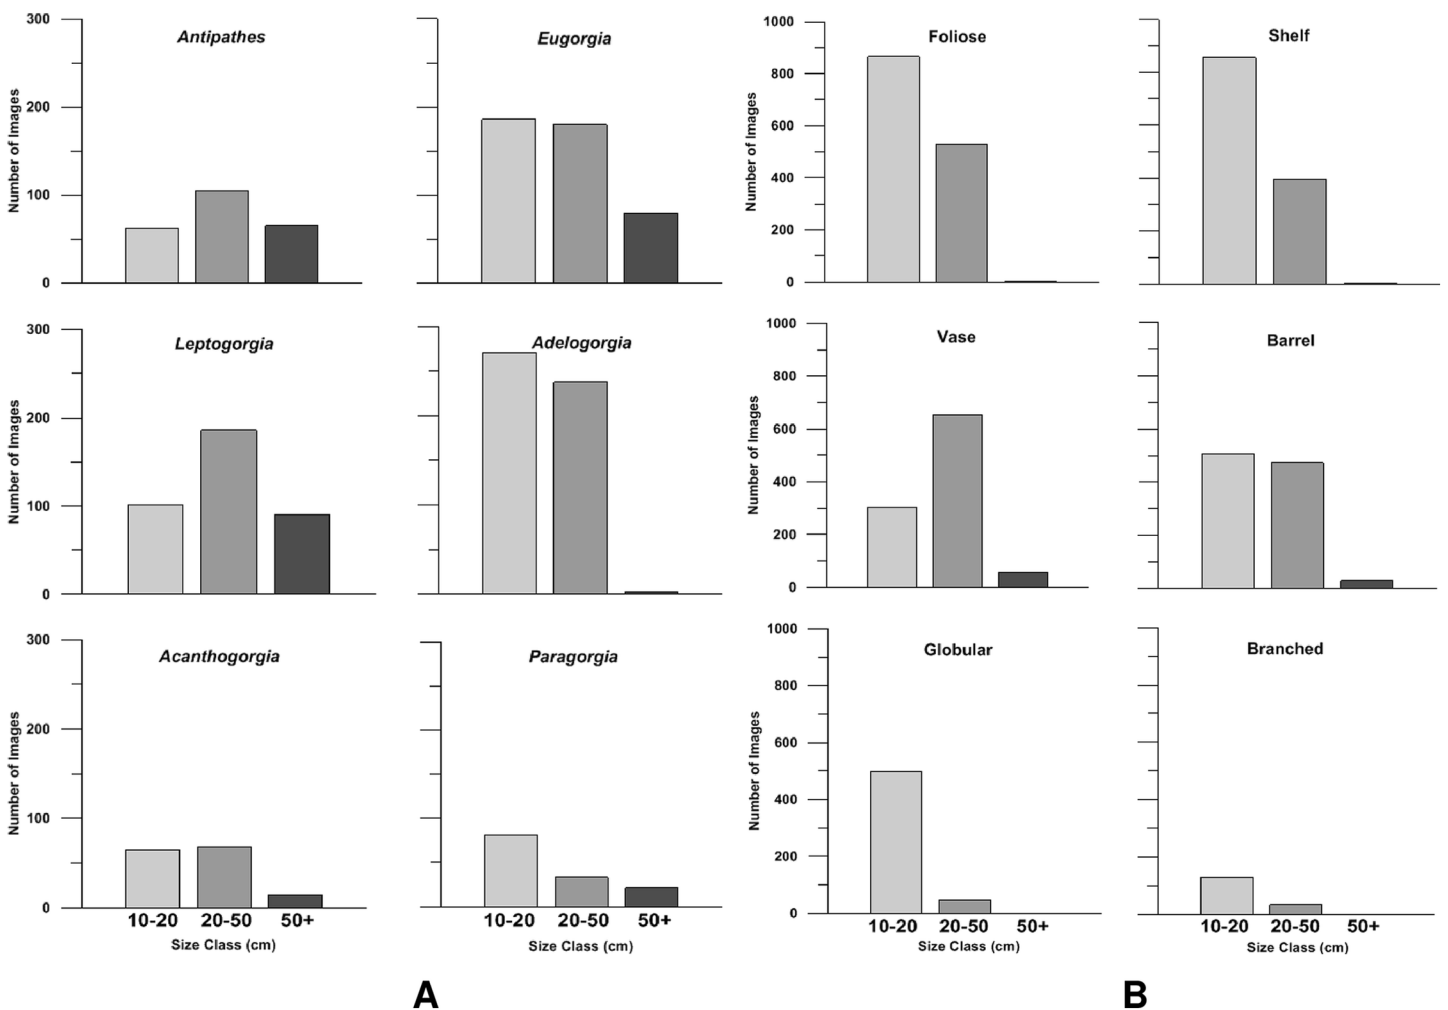 300
Antipathes
200
100
0
Number of Images
Eugorgia
1000
Foliose
800
600
400
200
0
Number of Images
Shelf
300
Leptogorgia
200
100
0
Number of Images
Adelogorgia
1000
Vase
800
600
400
200
0
Number of Images
Barrel
300
Acanthogorgia
200
100
0
Number of Images
10-20 20-50 50+
Size Class (cm)
Paragorgia
10-20 20-50 50+
Size Class (cm)
1000
Globular
800
600
400
200
0
Number of Images
10-20 20-50 50+
Size Class (cm)
Branched
10-20 20-50 50+
Size Class (cm)
A
B